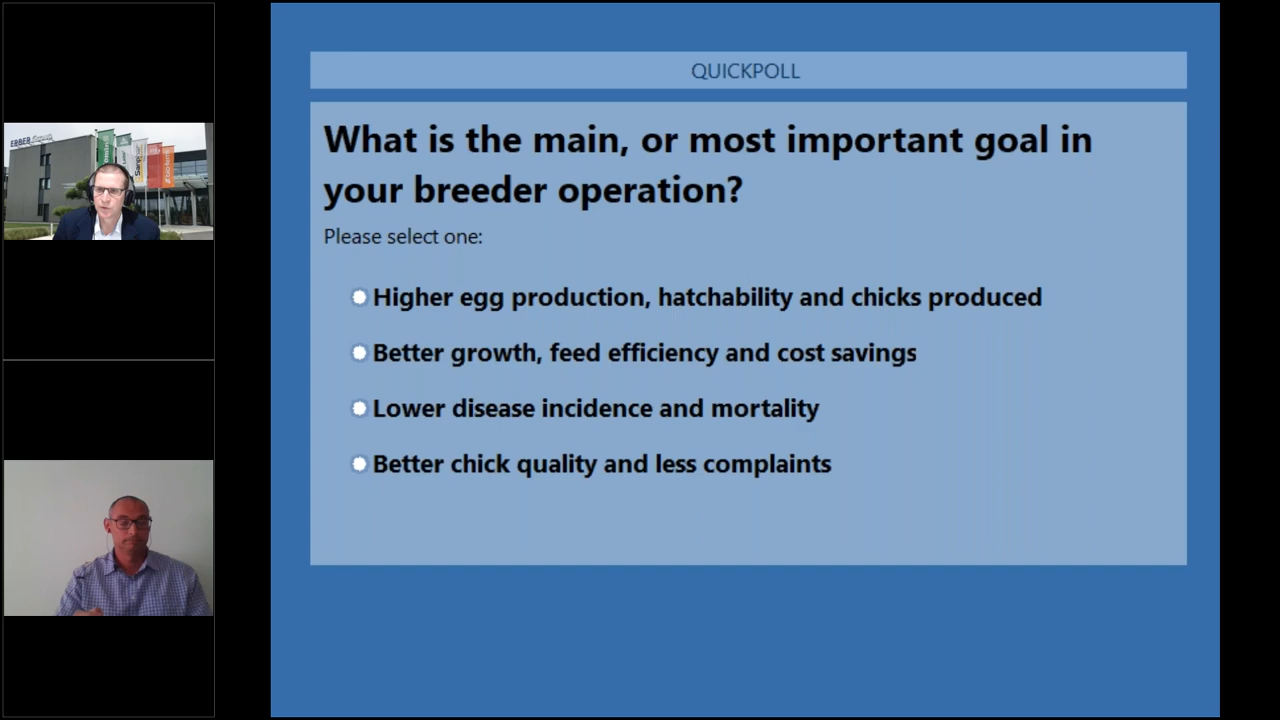 ERBER Group
QUICKPOLL
What is the main, or most important goal in
your breeder operation?
Please select one:
Higher egg production, hatchability and chicks produced
Better growth, feed efficiency and cost savings
Lower disease incidence and mortality
Better chick quality and less complaints